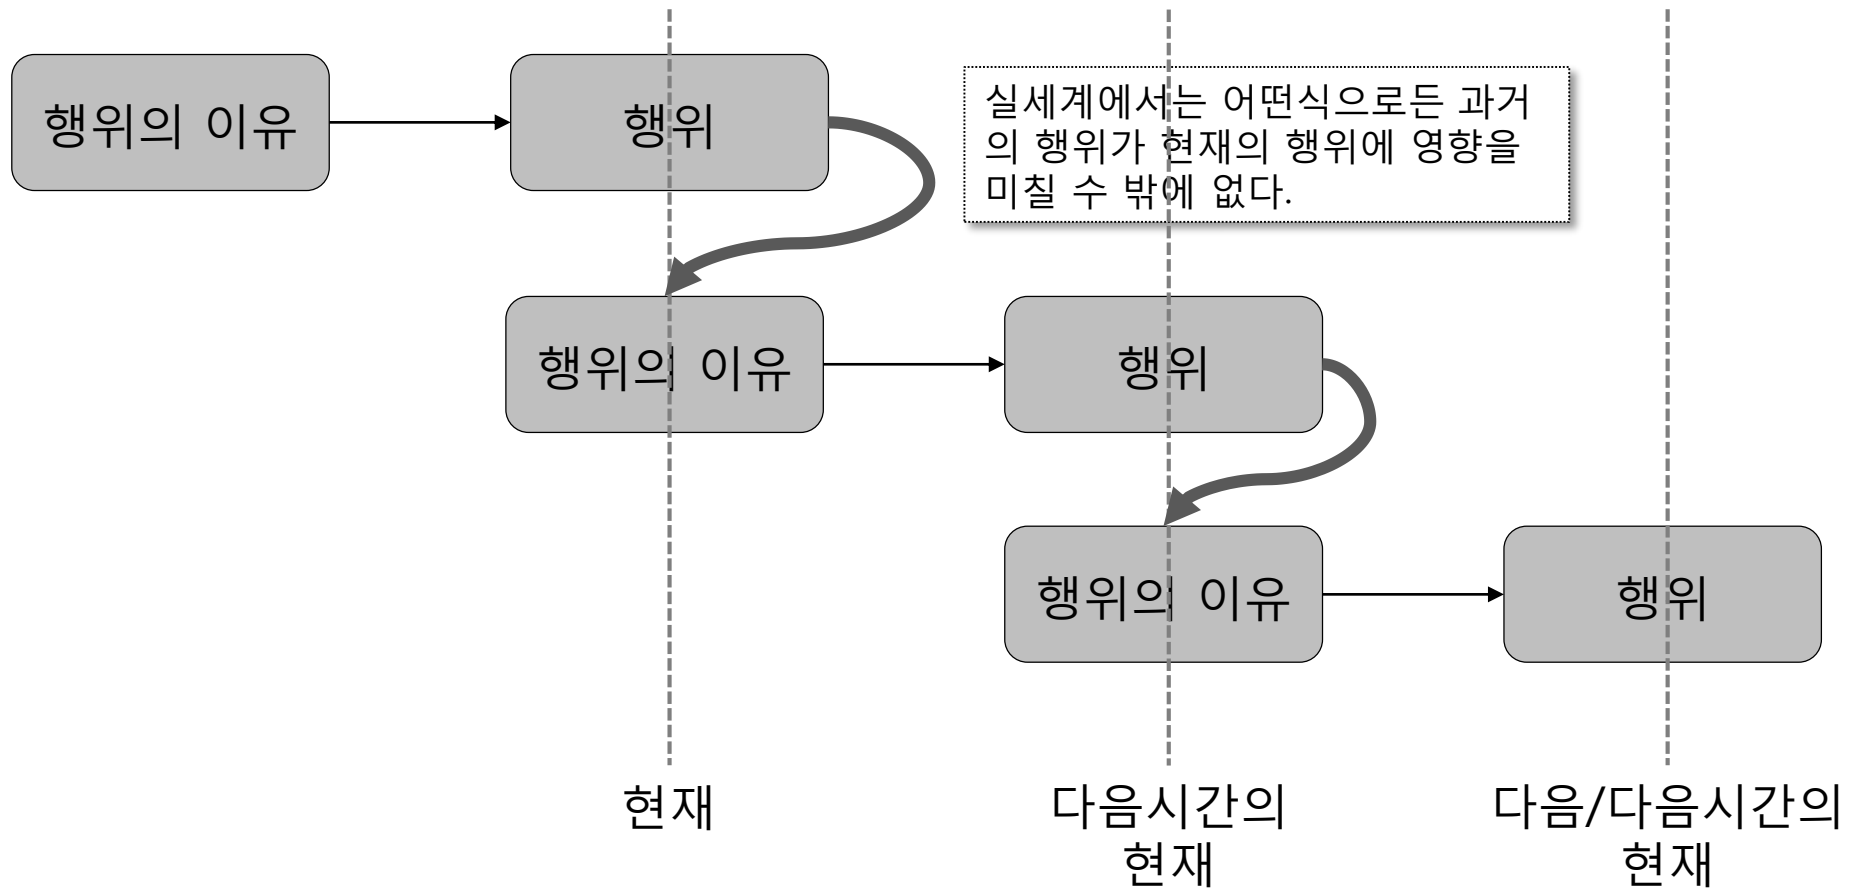 행위의 이유
행위
실세계에서는 어떤식으로든 과거
의 행위가 현재의 행위에 영향을
미칠 수 밖에 없다.
행위의 이유
행위
행위의 이유
행위
현재
다음시간의
현재
다음/다음시간의
현재